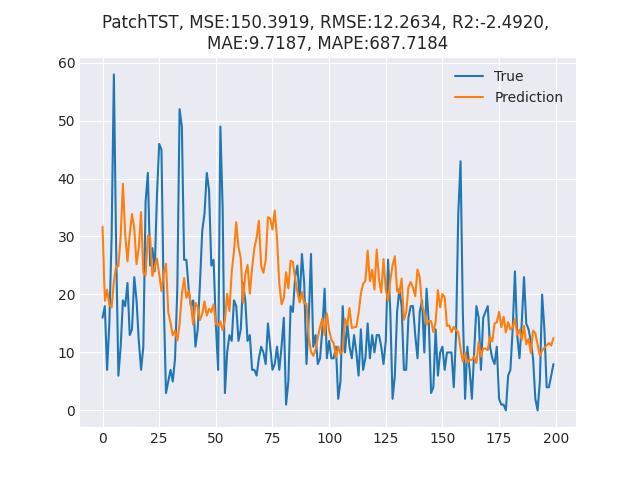 PatchTST, MSE:150.3919, RMSE:12.2634, R2:-2.4920,
MAE:9.7187, MAPE:687.7184
True
Prediction
60
50
40
30
20
10
0
0 25 50 75 100 125 150 175 200